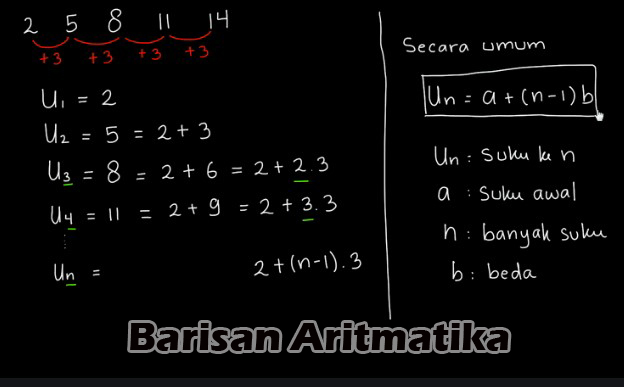 2 5 8 11 14
+3 +3 +3 +3
U1 = 2
U2 = 5 = 2 + 3
U3 = 8 = 2 + 6 = 2 + 2.3
U4 = 11 = 2 + 9 = 2 + 3.3
Un = 2 + (n-1).3
Secara umum
Un = a + (n-1) b
Un : suku ke n
a : suku awal
n : banyak suku
b : beda
Barisan Aritmatika